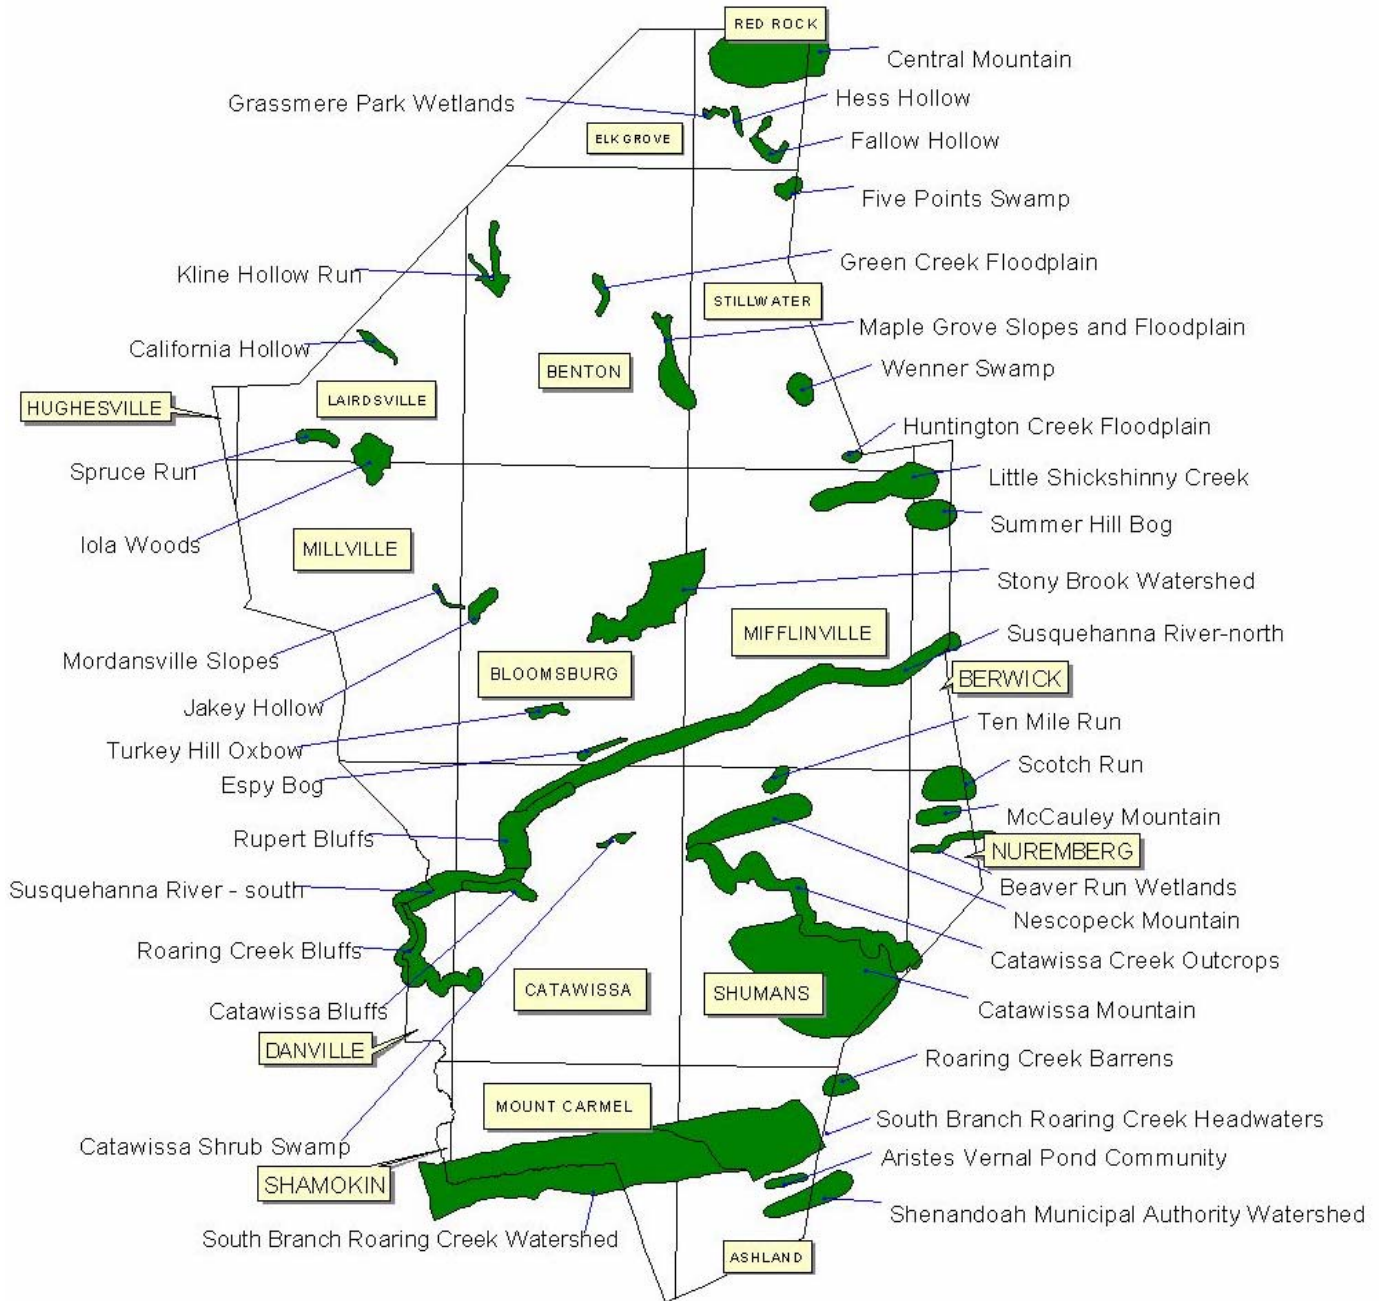 RED ROCK
Central Mountain
Grassmere Park Wetlands
Hess Hollow
ELK GROVE
Fallow Hollow
Five Points Swamp
Kline Hollow Run
Green Creek Floodplain
STILLWATER
Maple Grove Slopes and Floodplain
California Hollow
BENTON
Wenner Swamp
HUGHESVILLE
LAIRDSVILLE
Huntington Creek Floodplain
Spruce Run
Little Shickshinny Creek
Summer Hill Bog
Iola Woods
MILLVILLE
Stony Brook Watershed
MIFFLINVILLE
Susquehanna River-north
Mordansville Slopes
BLOOMSBURG
BERWICK
Jakey Hollow
Ten Mile Run
Turkey Hill Oxbow
Scotch Run
Espy Bog
McCauley Mountain
Rupert Bluffs
NUREMBERG
Susquehanna River - south
Beaver Run Wetlands
Nescopeck Mountain
Roaring Creek Bluffs
Catawissa Creek Outcrops
CATAWISSA
SHUMANS
Catawissa Bluffs
Catawissa Mountain
DANVILLE
Roaring Creek Barrens
MOUNT CARMEL
South Branch Roaring Creek Headwaters
Catawissa Shrub Swamp
Aristes Vernal Pond Community
SHAMOKIN
Shenandoah Municipal Authority Watershed
South Branch Roaring Creek Watershed
ASHLAND